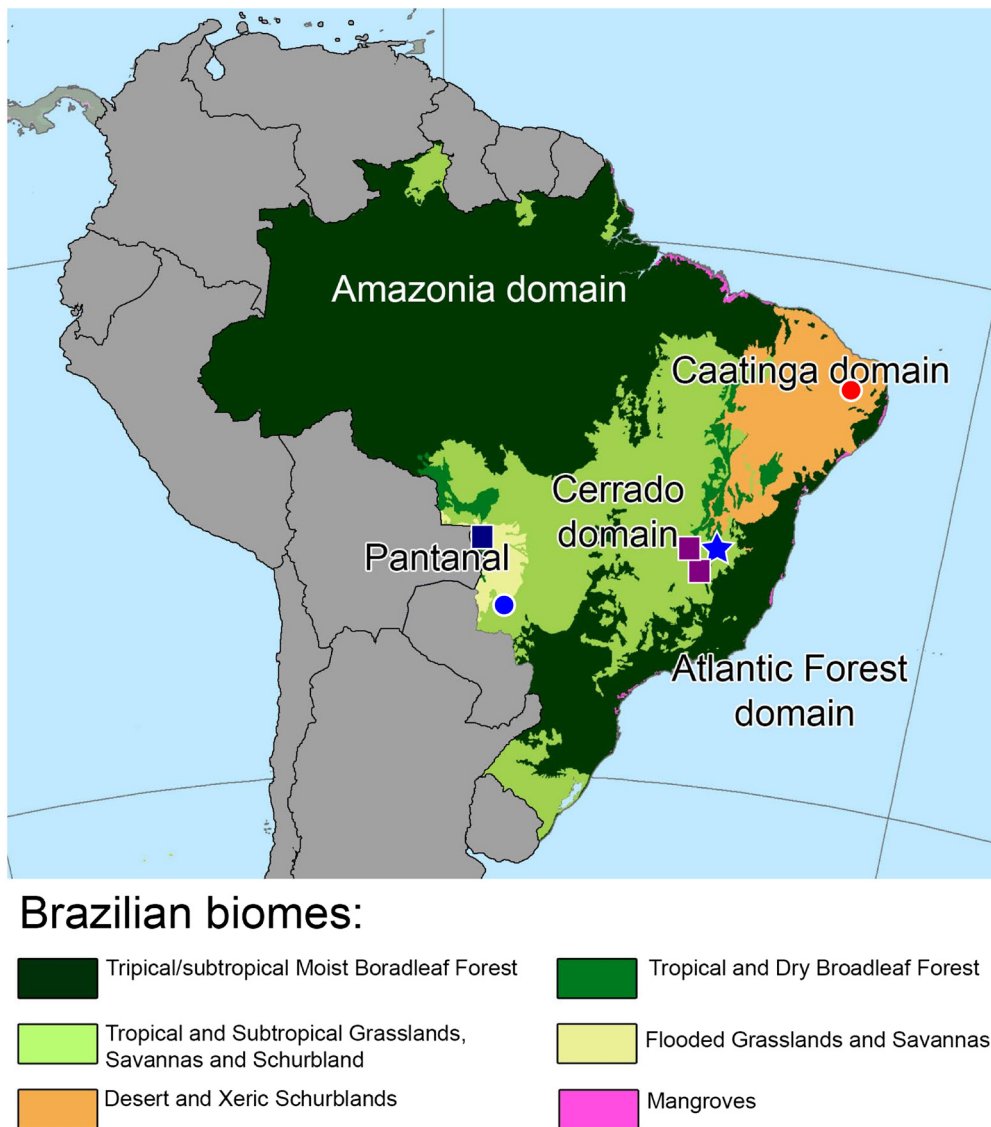 Amazonia domain
Caatinga domain
Cerrado
domain
Pantanal
Atlantic Forest
domain
Brazilian biomes:
Tripical/subtropical Moist Boradleaf Forest
Tropical and Dry Broadleaf Forest
Tropical and Subtropical Grasslands,
Savannas and Schurbland
Flooded Grasslands and Savannas
Desert and Xeric Schurblands
Mangroves